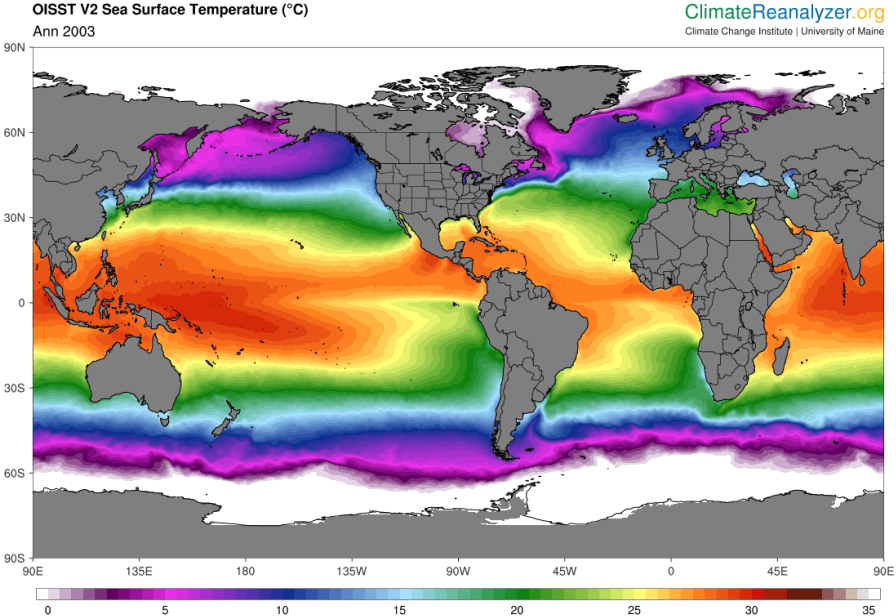 OISST V2 Sea Surface Temperature (°C)
Ann 2003
ClimateReanalyzer.org
Climate Change Institute | University of Maine
90N
60N
30N
0
30S
60S
90S
90E 135E 180 135W 90W 45W 0 45E 90E
0 5 10 15 20 25 30 35